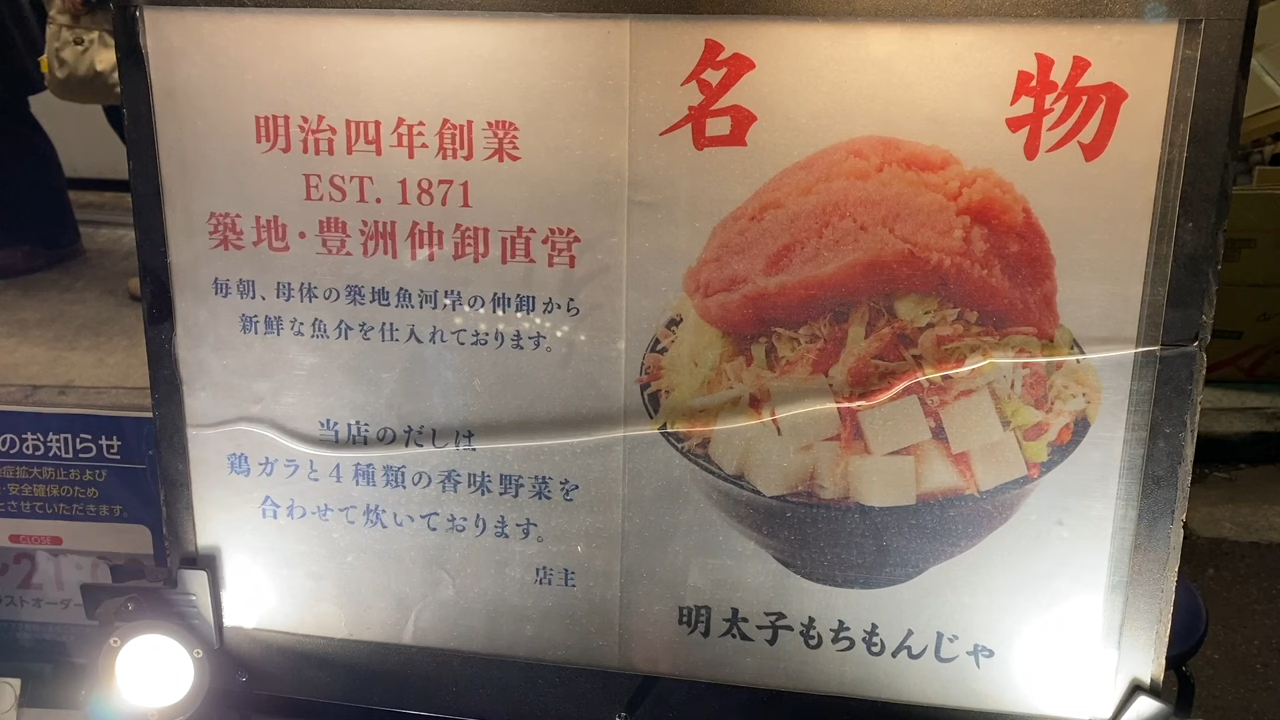 明治四年創業
EST. 1871
築地・豊洲仲卸直営
毎朝、母体の築地魚河岸の仲卸から
新鮮な魚介を仕入れております。
当店のだしは
鶏ガラと4種類の香味野菜を
合わせて炊いております。
店主
名物
明太子もちもんじゃ
のお知らせ
症拡大防止および
・安全確保のため
とさせていただきます。
CLOSE
21:
ラストオーダー